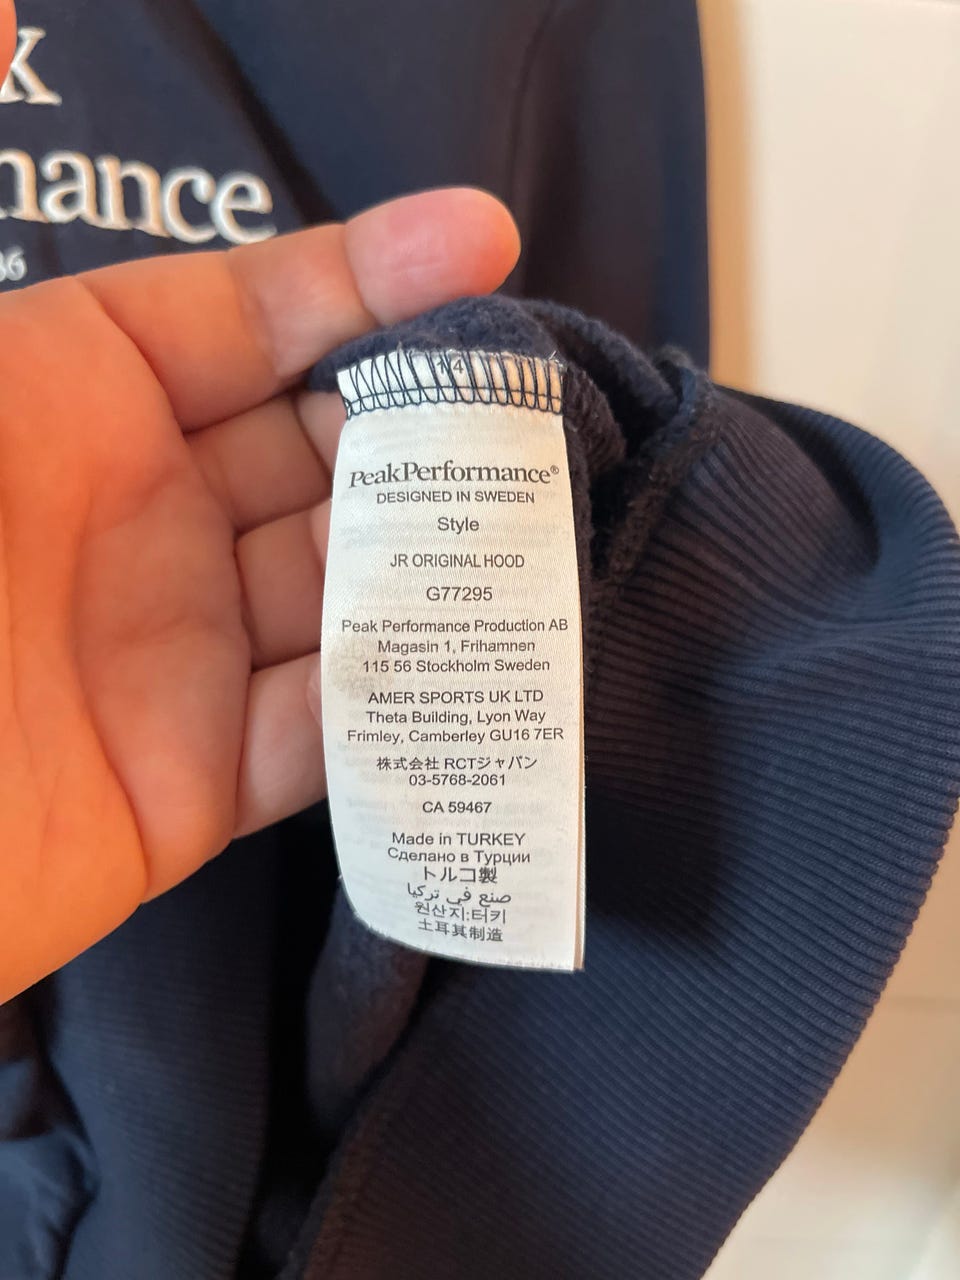 k
mance
86
14
PeakPerformance®
DESIGNED IN SWEDEN
Style
JR ORIGINAL HOOD
G77295
Peak Performance Production AB
Magasin 1, Frihamnen
115 56 Stockholm Sweden
AMER SPORTS UK LTD
Theta Building, Lyon Way
Frimley, Camberley GU16 7ER
株式会社 RCTジャパン
03-5768-2061
CA 59467
Made in TURKEY
Сделано в Турции
トルコ製
صنع في تركيا
원산지:터키
土耳其制造